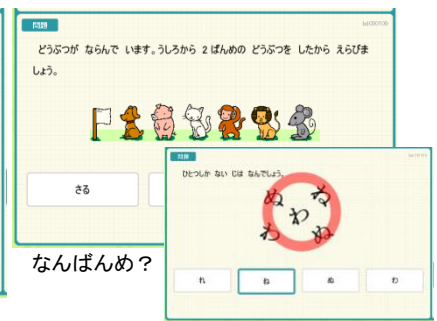 問題
どうぶつが ならんで います。うしろから 2 ばんめの どうぶつを したから えらびま
しょう。
さる
なんばんめ？
問題
ひとつしか ない じは なんでしょう。
ぬ
ね
わ
わ
ぬ
れ
ね
ぬ
わ